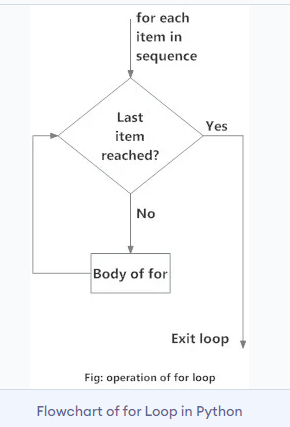 for each
item in
sequence
Last
item
reached?
Yes
No
Body of for
Exit loop
Fig: operation of for loop
Flowchart of for Loop in Python